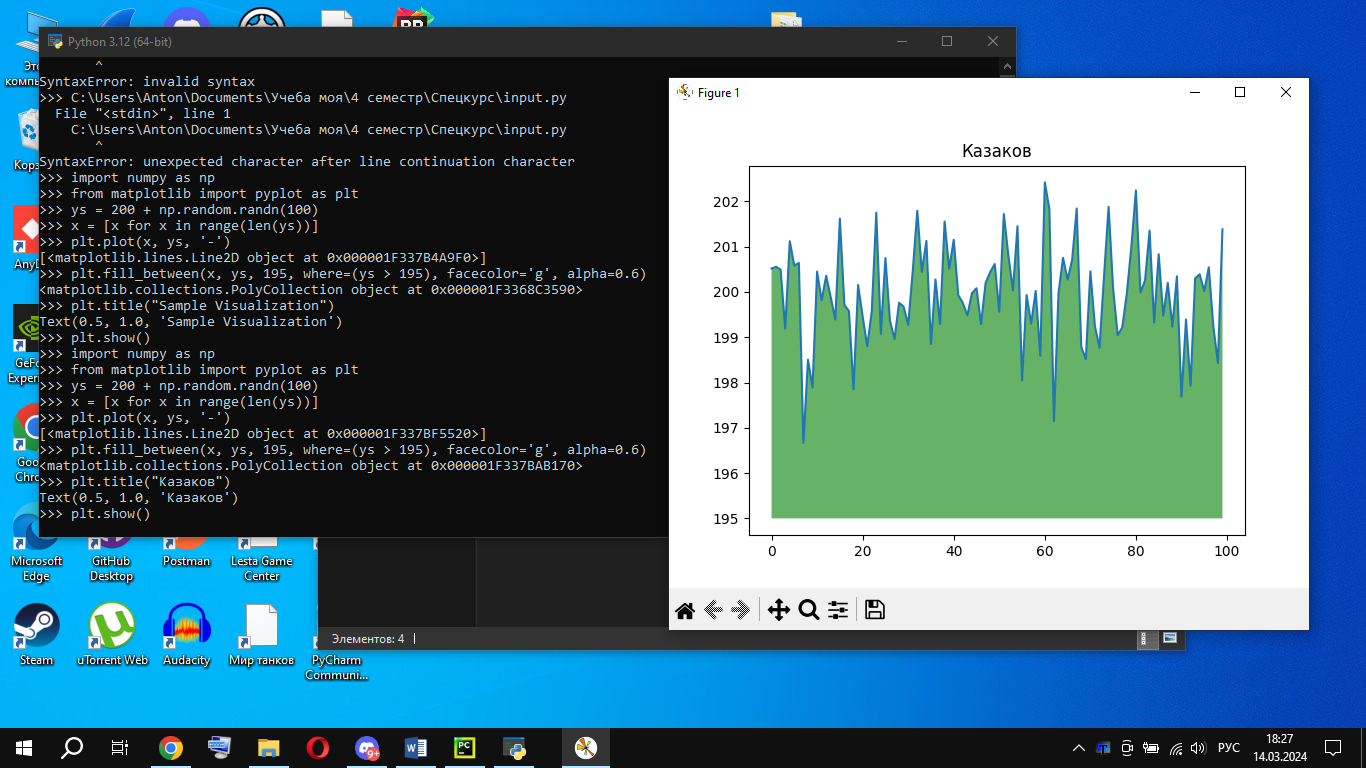 Python 3.12 (64-bit)
^
SyntaxError: invalid syntax
>>> C:\Users\Anton\Documents\Учеба моя\4 семестр\Спецкурс\input.py
File "<stdin>", line 1
C:\Users\Anton\Documents\Учеба моя\4 семестр\Спецкурс\input.py
^
SyntaxError: unexpected character after line continuation character
>>> import numpy as np
>>> from matplotlib import pyplot as plt
>>> ys = 200 + np.random.randn(100)
>>> x = [x for x in range(len(ys))]
>>> plt.plot(x, ys, '-')
[<matplotlib.lines.Line2D object at 0x000001F337B4A9F0>]
>>> plt.fill_between(x, ys, 195, where=(ys > 195), facecolor='g', alpha=0.6)
<matplotlib.collections.PolyCollection object at 0x000001F3368C3590>
>>> plt.title("Sample Visualization")
Text(0.5, 1.0, 'Sample Visualization')
>>> plt.show()
>>> import numpy as np
>>> from matplotlib import pyplot as plt
>>> ys = 200 + np.random.randn(100)
>>> x = [x for x in range(len(ys))]
>>> plt.plot(x, ys, '-')
[<matplotlib.lines.Line2D object at 0x000001F337BF5520>]
>>> plt.fill_between(x, ys, 195, where=(ys > 195), facecolor='g', alpha=0.6)
<matplotlib.collections.PolyCollection object at 0x000001F337BAB170>
>>> plt.title("Казаков")
Text(0.5, 1.0, 'Казаков')
>>> plt.show()
Figure 1
Казаков
202
201
200
199
198
197
196
195
0 20 40 60 80 100
Microsoft
Edge
GitHub
Desktop
Postman
Lesta Game
Center
Элементов: 4
Steam
uTorrent Web
Audacity
Мир танков
PyCharm
Communi...
9+
РУС
18:27
14.03.2024